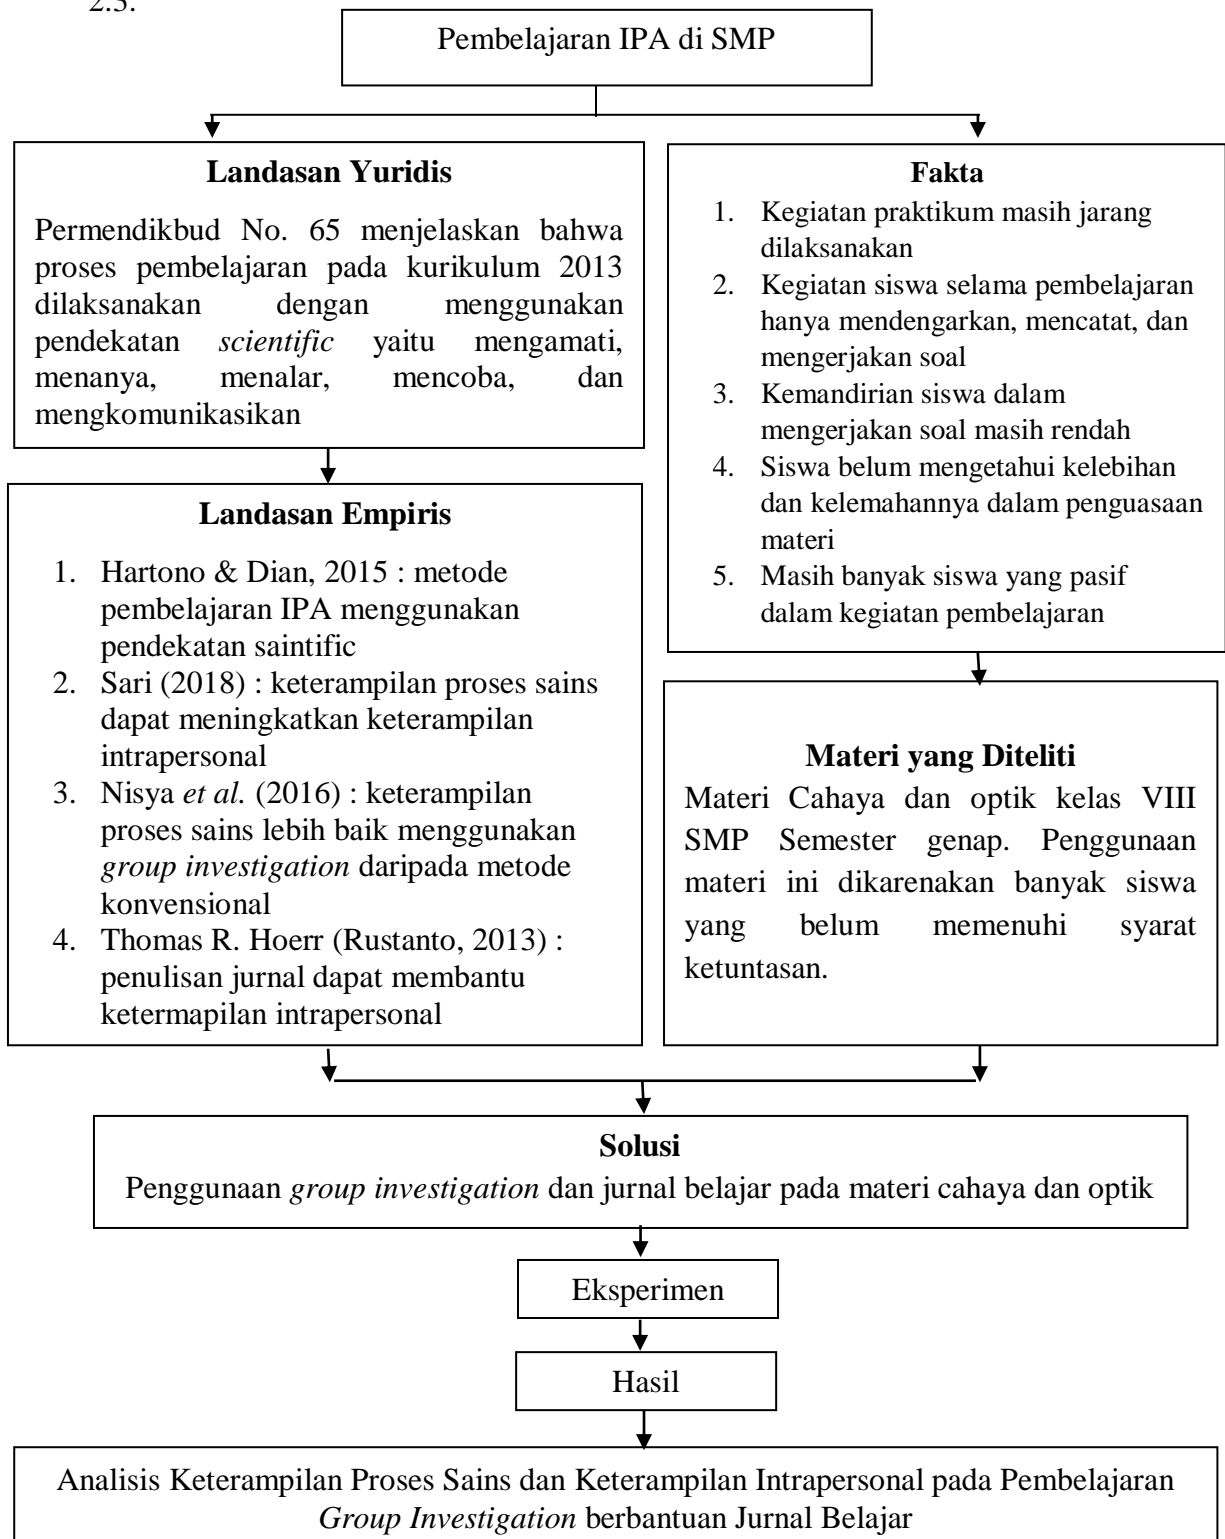 2.3.
Pembelajaran IPA di SMP
Landasan Yuridis
Permendikbud No. 65 menjelaskan bahwa
proses pembelajaran pada kurikulum 2013
dilaksanakan dengan menggunakan
pendekatan scientific yaitu mengamati,
menanya, menalar, mencoba, dan
mengkomunikasikan
Fakta
1. Kegiatan praktikum masih jarang
dilaksanakan
2. Kegiatan siswa selama pembelajaran
hanya mendengarkan, mencatat, dan
mengerjakan soal
3. Kemandirian siswa dalam
mengerjakan soal masih rendah
4. Siswa belum mengetahui kelebihan
dan kelemahannya dalam penguasaan
materi
5. Masih banyak siswa yang pasif
dalam kegiatan pembelajaran
Landasan Empiris
1. Hartono & Dian, 2015 : metode
pembelajaran IPA menggunakan
pendekatan saintific
2. Sari (2018) : keterampilan proses sains
dapat meningkatkan keterampilan
intrapersonal
3. Nisya et al. (2016) : keterampilan
proses sains lebih baik menggunakan
group investigation daripada metode
konvensional
4. Thomas R. Hoerr (Rustanto, 2013) :
penulisan jurnal dapat membantu
ketermapilan intrapersonal
Materi yang Diteliti
Materi Cahaya dan optik kelas VIII
SMP Semester genap. Penggunaan
materi ini dikarenakan banyak siswa
yang belum memenuhi syarat
ketuntasan.
Solusi
Penggunaan group investigation dan jurnal belajar pada materi cahaya dan optik
Eksperimen
Hasil
Analisis Keterampilan Proses Sains dan Keterampilan Intrapersonal pada Pembelajaran
Group Investigation berbantuan Jurnal Belajar